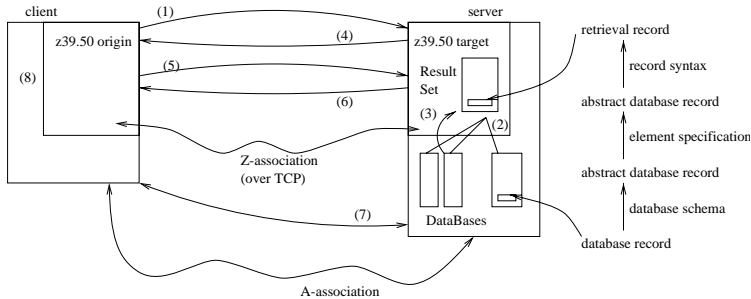 client
(1)
server
z39.50 origin
(4)
z39.50 target
retrieval record
(8)
(5)
Result
Set
record syntax
(6)
(3)
(2)
abstract database record
element specification
Z-association
(over TCP)
abstract database record
(7)
DataBases
database schema
database record
A-association